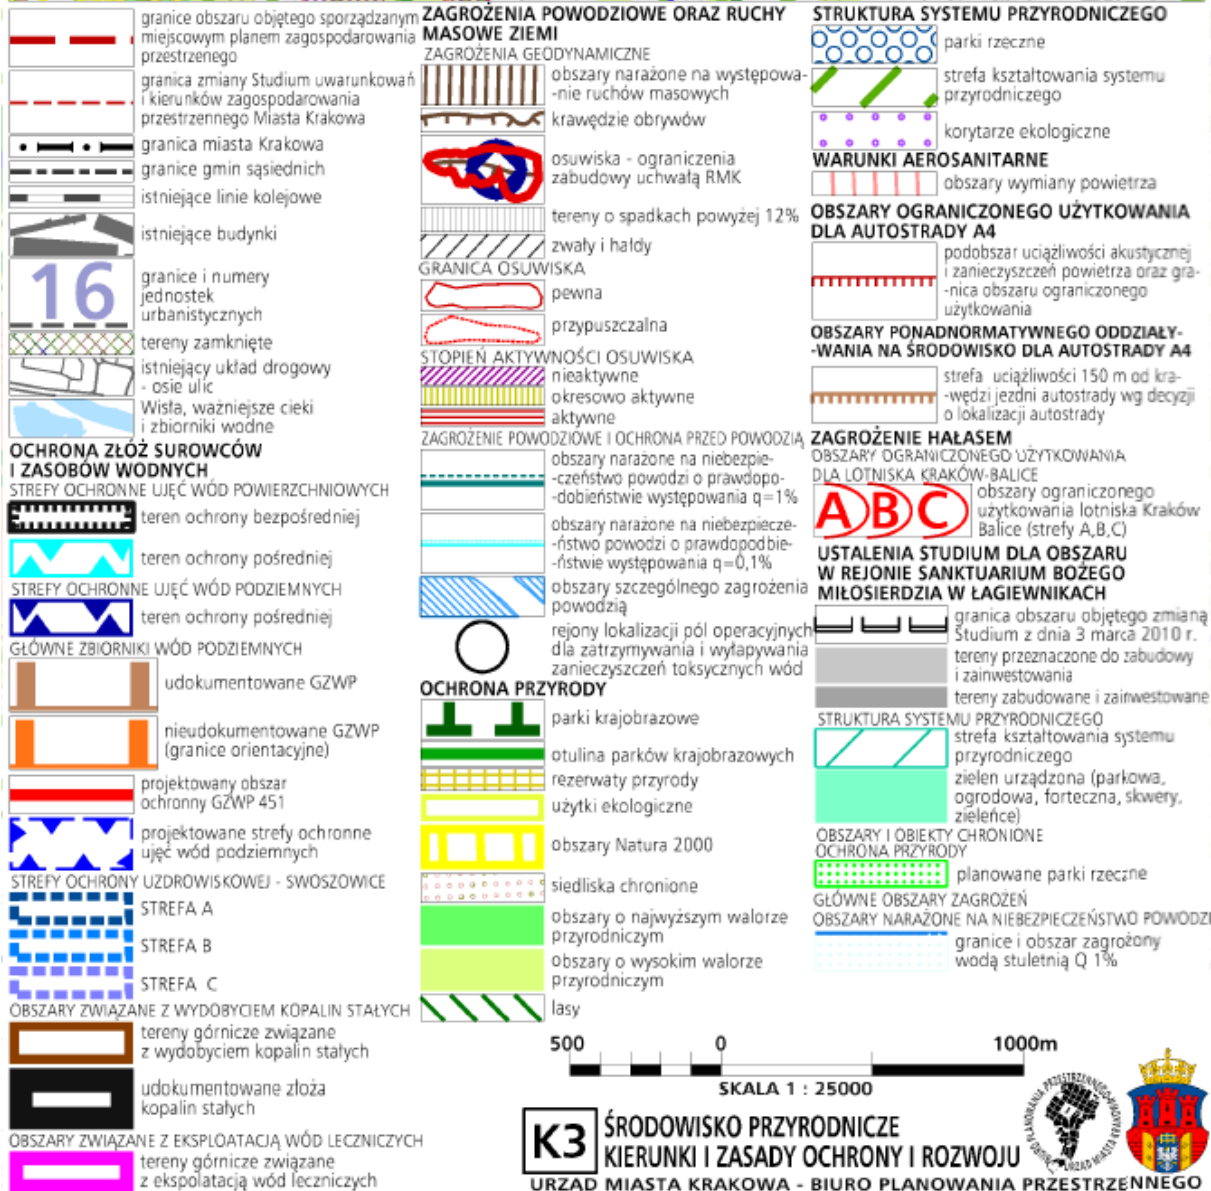 granice obszaru objętego sporządzanym
miejscowym planem zagospodarowania
przestrzenego
granica zmiany Studium uwarunkowań
i kierunków zagospodarowania
przestrzennego Miasta Krakowa
granica miasta Krakowa
granice gmin sąsiednich
istniejące linie kolejowe
istniejące budynki
16
granice i numery
jednostek
urbanistycznych
tereny zamknięte
istniejący układ drogowy
- osie ulic
Wisła, ważniejsze cieki
i zbiorniki wodne
OCHRONA ZŁÓŻ SUROWCÓW
I ZASOBÓW WODNYCH
STREFY OCHRONNE UJĘĆ WÓD POWIERZCHNIOWYCH
teren ochrony bezpośredniej
teren ochrony pośredniej
STREFY OCHRONNE UJĘĆ WÓD PODZIEMNYCH
teren ochrony pośredniej
GŁÓWNE ZBIORNIKI WÓD PODZIEMNYCH
udokumentowane GZWP
nieudokumentowane GZWP
(granice orientacyjne)
projektowany obszar
ochronny GZWP 451
projektowane strefy ochronne
ujęć wód podziemnych
STREFY OCHRONY UZDROWISKOWEJ - SWOSZOWICE
STREFA A
STREFA B
STREFA C
OBSZARY ZWIĄZANE Z WYDOBYCIEM KOPALIN STAŁYCH
tereny górnicze związane
z wydobyciem kopalin stałych
udokumentowane złoża
kopalin stałych
OBSZARY ZWIĄZANE Z EKSPLOATACJĄ WÓD LECZNICZYCH
tereny górnicze związane
z ekspolatacją wód leczniczych
ZAGROŻENIA POWODZIOWE ORAZ RUCHY
MASOWE ZIEMI
ZAGROŻENIA GEODYNAMICZNE
obszary narażone na występowa-
-nie ruchów masowych
krawędzie obrywów
osuwiska - ograniczenia
zabudowy uchwałą RMK
tereny o spadkach powyżej 12%
zwały i hałdy
GRANICA OSUWISKA
pewna
przypuszczalna
STOPIEŃ AKTYWNOŚCI OSUWISKA
nieaktywne
okresowo aktywne
aktywne
ZAGROŻENIE POWODZIOWE I OCHRONA PRZED POWODZIĄ
obszary narażone na niebezpie-
-czeństwo powodzi o prawdopo-
-dobieństwie występowania q=1%
obszary narażone na niebezpiecze-
-ństwo powodzi o prawdopodbie-
-ństwie występowania q=0,1%
obszary szczególnego zagrożenia
powodzią
rejony lokalizacji pól operacyjnych
dla zatrzymywania i wyłapywania
zanieczyszczeń toksycznych wód
OCHRONA PRZYRODY
parki krajobrazowe
otulina parków krajobrazowych
rezerwaty przyrody
użytki ekologiczne
obszary Natura 2000
siedliska chronione
obszary o najwyższym walorze
przyrodniczym
obszary o wysokim walorze
przyrodniczym
lasy
STRUKTURA SYSTEMU PRZYRODNICZEGO
parki rzeczne
strefa kształtowania systemu
przyrodniczego
korytarze ekologiczne
WARUNKI AEROSANITARNE
obszary wymiany powietrza
OBSZARY OGRANICZONEGO UŻYTKOWANIA
DLA AUTOSTRADY A4
podobszar uciążliwości akustycznej
i zanieczyszczeń powietrza oraz gra-
-nica obszaru ograniczonego
użytkowania
OBSZARY PONADNORMATYWNEGO ODDZIAŁY-
-WANIA NA ŚRODOWISKO DLA AUTOSTRADY A4
strefa uciążliwości 150 m od kra-
-wędzi jezdni autostrady wg decyzji
o lokalizacji autostrady
ZAGROŻENIE HAŁASEM
OBSZARY OGRANICZONEGO UŻYTKOWANIA
DLA LOTNISKA KRAKÓW-BALICE
A B C
obszary ograniczonego
użytkowania lotniska Kraków
Balice (strefy A,B,C)
USTALENIA STUDIUM DLA OBSZARU
W REJONIE SANKTUARIUM BOŻEGO
MIŁOSIERDZIA W ŁAGIEWNIKACH
granica obszaru objętego zmianą
Studium z dnia 3 marca 2010 r.
tereny przeznaczone do zabudowy
i zainwestowania
tereny zabudowane i zainwestowane
STRUKTURA SYSTEMU PRZYRODNICZEGO
strefa kształtowania systemu
przyrodniczego
zielen urządzona (parkowa,
ogrodowa, forteczna, skwery,
zieleńce)
OBSZARY I OBIEKTY CHRONIONE
OCHRONA PRZYRODY
planowane parki rzeczne
GŁÓWNE OBSZARY ZAGROŻEŃ
OBSZARY NARAŻONE NA NIEBEZPIECZEŃSTWO POWODZI
granice i obszar zagrożony
wodą stuletnią Q 1%
500 0 1000m
SKALA 1 : 25000
K3
ŚRODOWISKO PRZYRODNICZE
KIERUNKI I ZASADY OCHRONY I ROZWOJU
URZĄD MIASTA KRAKOWA - BIURO PLANOWANIA PRZESTRZENNEGO